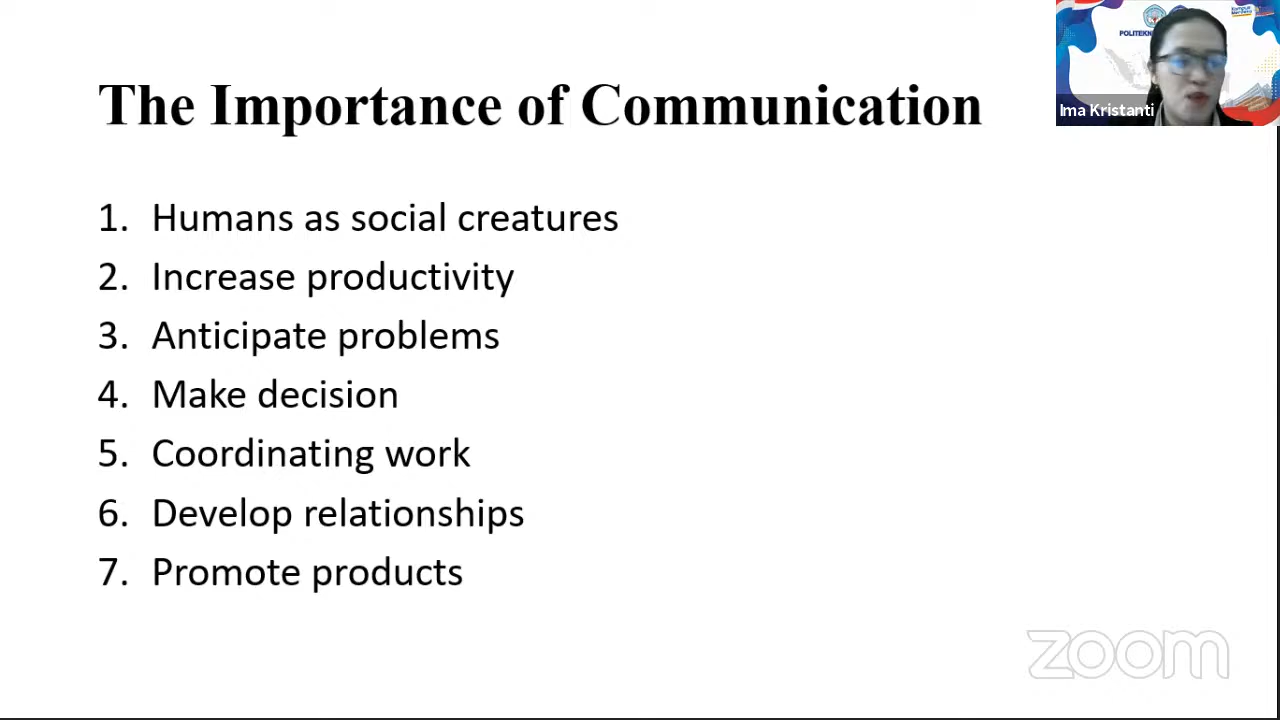 The Importance of Communication
1. Humans as social creatures
2. Increase productivity
3. Anticipate problems
4. Make decision
5. Coordinating work
6. Develop relationships
7. Promote products
Ima Kristanti
zoom